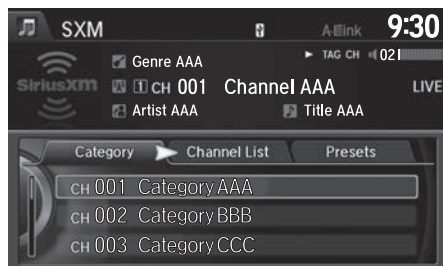 SXM A-Link 9:30
Genre AAA
TAG CH 021
SiriusXM 1 CH 001 Channel AAA LIVE
Artist AAA Title AAA
Category Channel List Presets
CH 001 Category AAA
CH 002 Category BBB
CH 003 Category CCC